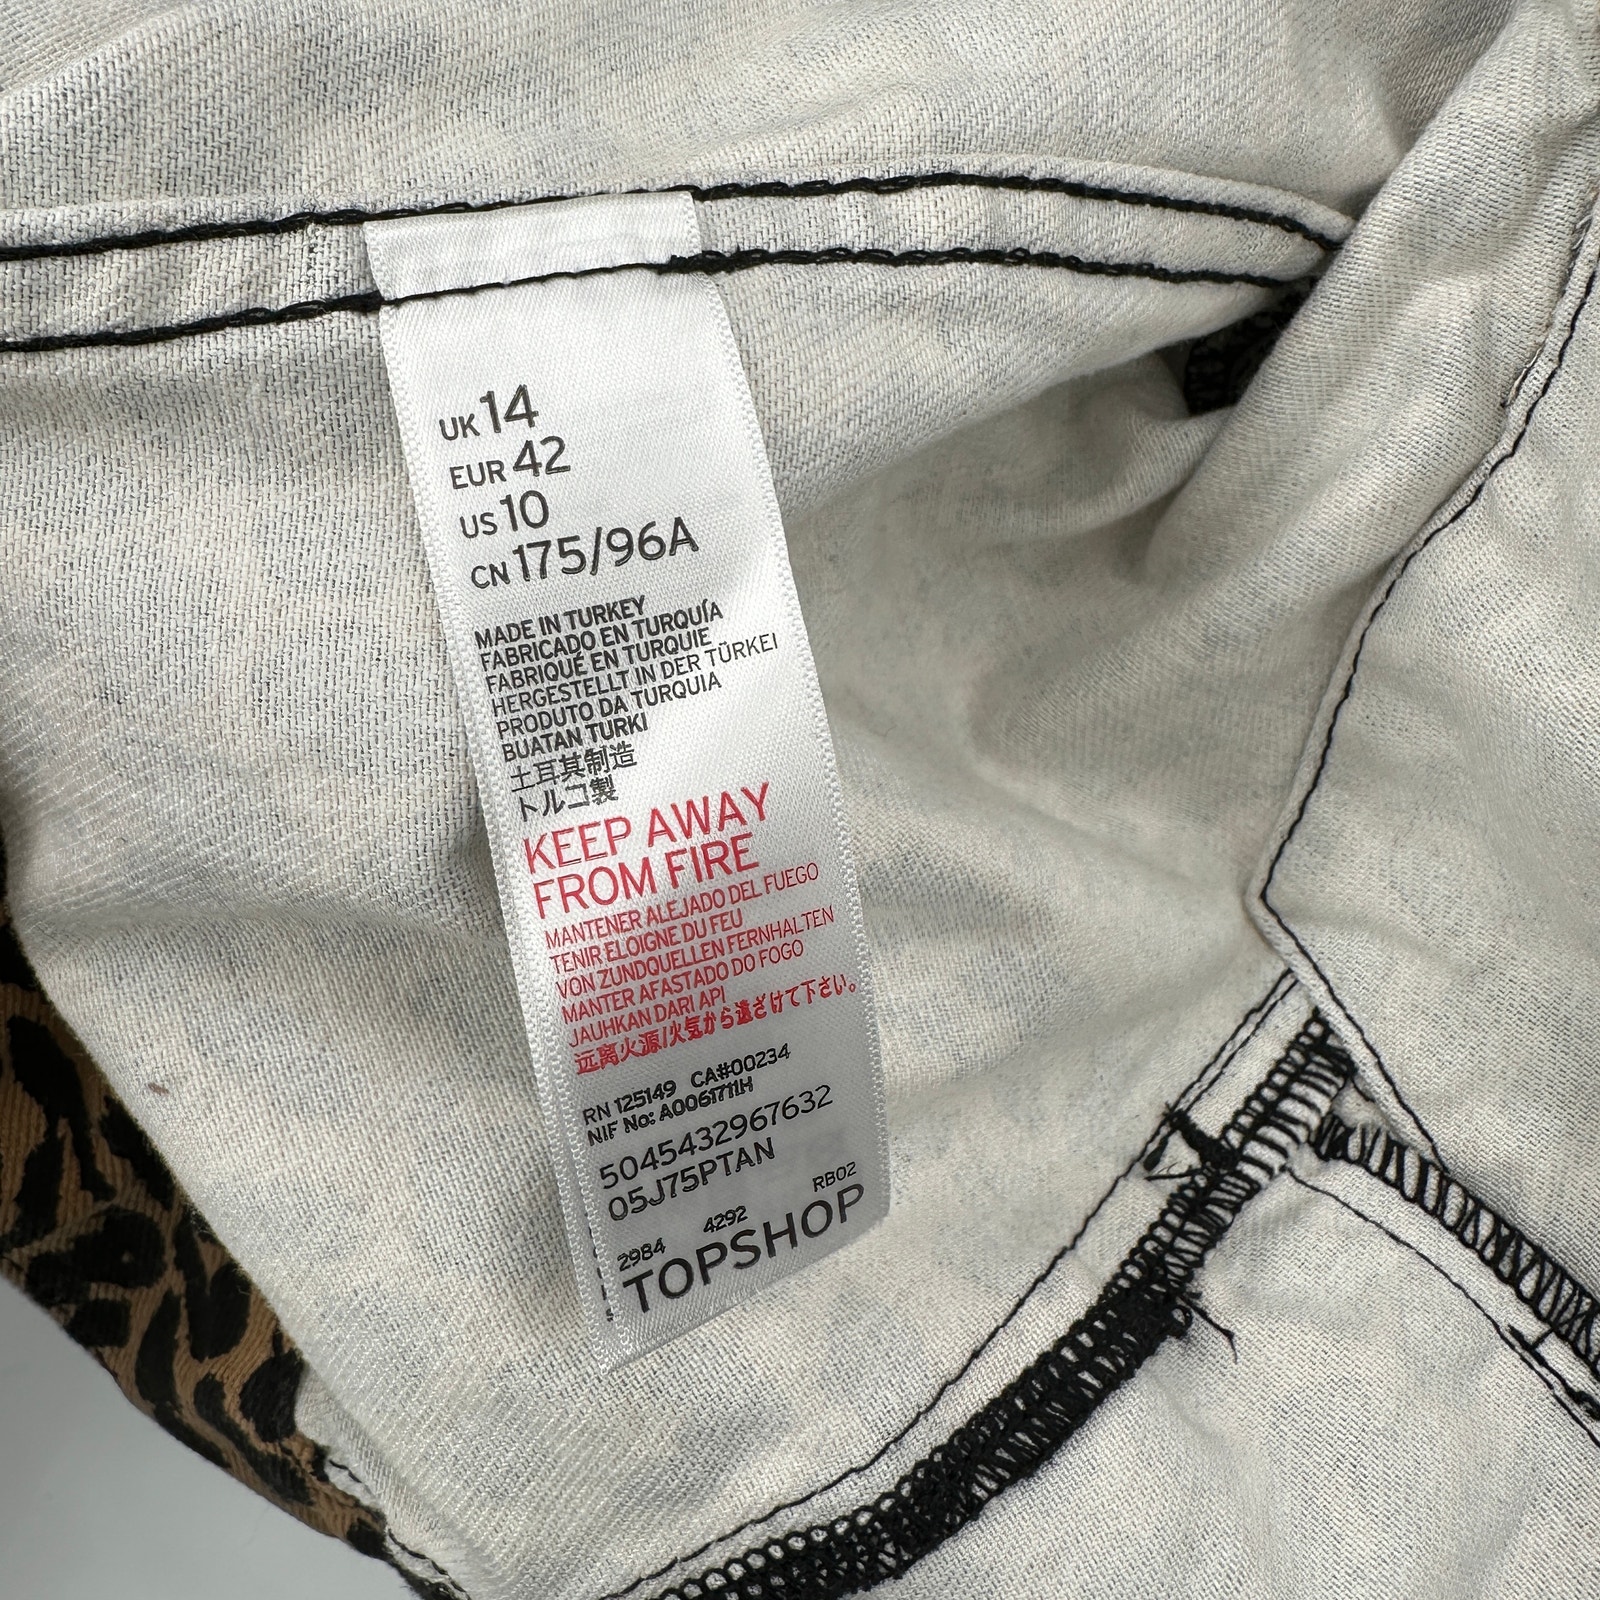 UK 14
EUR 42
US 10
CN 175/96A
MADE IN TURKEY
FABRICADO EN TURQUÍA
FABRIQUÉ EN TURQUIE
HERGESTELLT IN DER TÜRKEI
PRODUTO DA TURQUIA
BUATAN TURKI
土耳其制造
トルコ製
KEEP AWAY
FROM FIRE
MANTENER ALEJADO DEL FUEGO
TENIR ELOIGNE DU FEU
VON ZUNDQUELLEN FERNHALTEN
MANTER AFASTADO DO FOGO
JAUHKAN DARI API
远离火源/火気から遠ざけて下さい。
RN 125149 CA#00234
NIF No: A0061711H
5045432967632
05J75PTAN
2984 4292 RB02
TOPSHOP